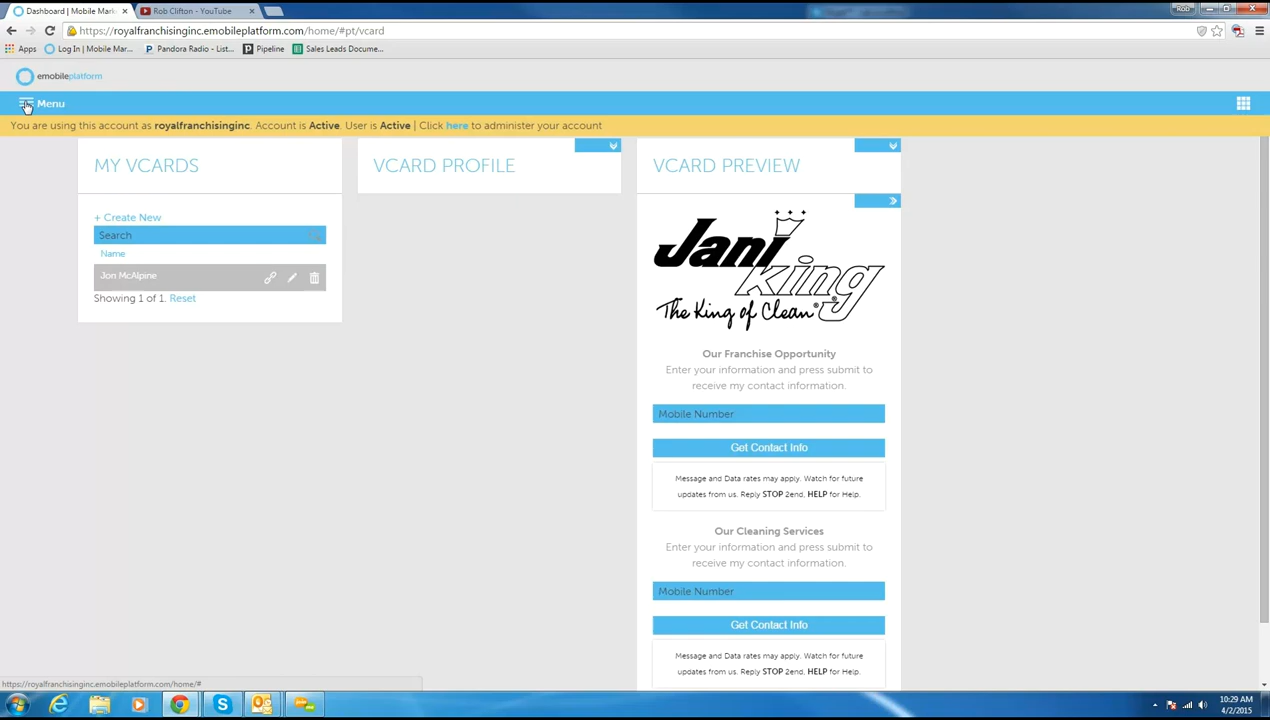 Dashboard | Mobile Mark
Rob Clifton - YouTube
Rob
https://royalfranchisinginc.emobileplatform.com/home/#pt/vcard
Apps
Log In | Mobile Mar...
Pandora Radio - List...
Pipeline
Sales Leads Docume...
emobileplatform
Menu
You are using this account as royalfranchisinginc. Account is Active. User is Active | Click here to administer your account
MY VCARDS
+ Create New
Search
Name
Jon McAlpine
Showing 1 of 1. Reset
VCARD PROFILE
VCARD PREVIEW
Jani
king
The King of Clean®
Our Franchise Opportunity
Enter your information and press submit to
receive my contact information.
Mobile Number
Get Contact Info
Message and Data rates may apply. Watch for future
updates from us. Reply STOP 2end, HELP for Help.
Our Cleaning Services
Enter your information and press submit to
receive my contact information.
Mobile Number
Get Contact Info
Message and Data rates may apply. Watch for future
updates from us. Reply STOP 2end, HELP for Help.
https://royalfranchisinginc.emobileplatform.com/home/#
10:29 AM
4/2/2015